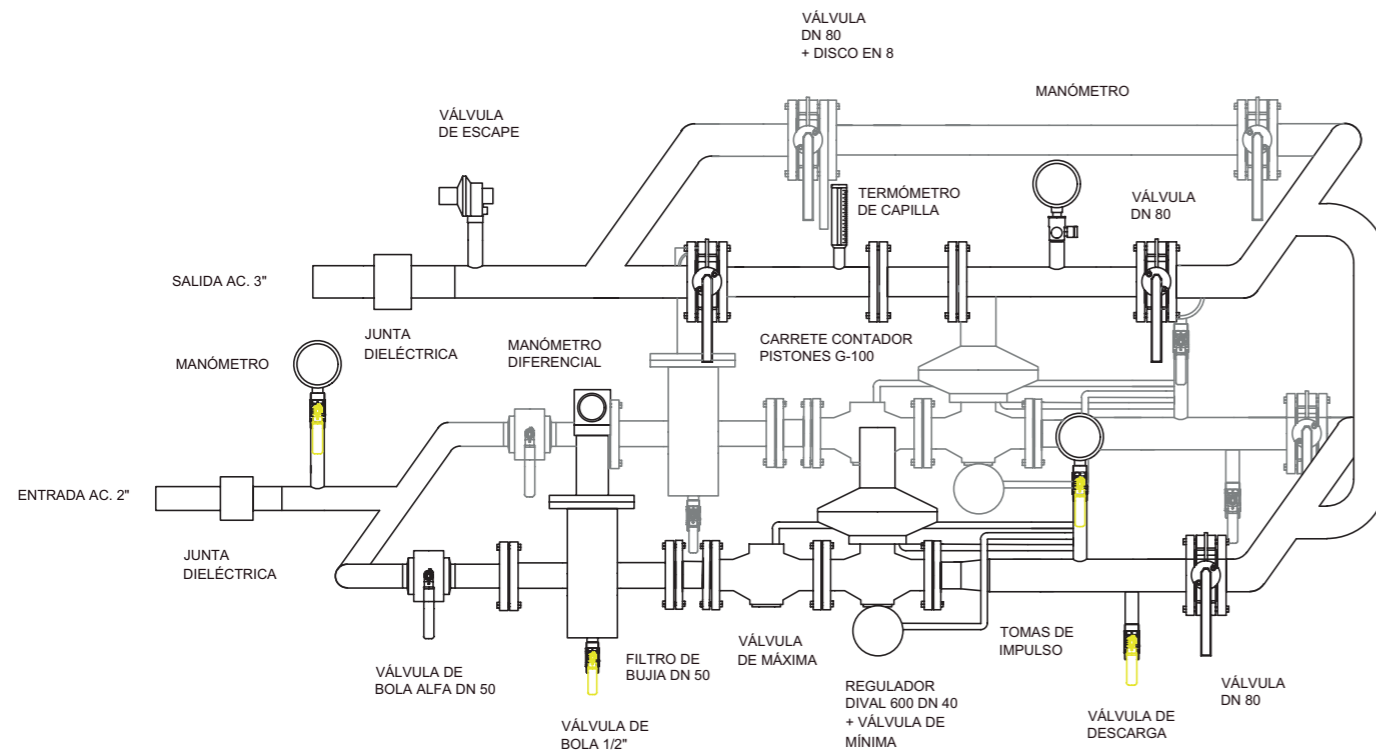 VÁLVULA
DN 80
+ DISCO EN 8
MANÓMETRO
VÁLVULA
DE ESCAPE
TERMÓMETRO
DE CAPILLA
VÁLVULA
DN 80
SALIDA AC. 3"
JUNTA
DIELÉCTRICA
MANÓMETRO
DIFERENCIAL
CARRETE CONTADOR
PISTONES G-100
MANÓMETRO
ENTRADA AC. 2"
JUNTA
DIELÉCTRICA
VÁLVULA DE
BOLA ALFA DN 50
FILTRO DE
BUJIA DN 50
VÁLVULA DE
BOLA 1/2"
VÁLVULA
DE MÁXIMA
REGULADOR
DIVAL 600 DN 40
+ VÁLVULA DE
MÍNIMA
TOMAS DE
IMPULSO
VÁLVULA DE
DESCARGA
VÁLVULA
DN 80